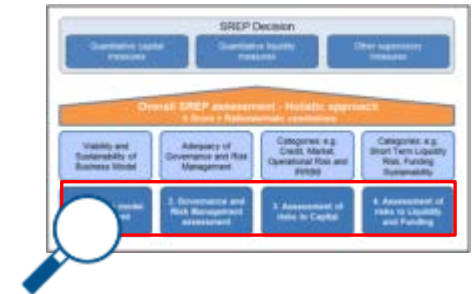 SREP Decision
Quantitative capital
measures
Quantitative liquidity
measures
Other supervisory
measures
Overall SREP assessment - Holistic approach
Viability and
Sustainability of
Business Model
Adequacy of
Governance and Risk
Management
Categories: e.g.
Credit, Market,
Operational Risk and
IRRBB
Categories: e.g.
Short Term Liquidity
Risk, Funding
Sustainability
model
2. Governance and
Risk Management
assessment
3. Assessment of
risks to Capital
4. Assessment of
risks to Liquidity
and Funding